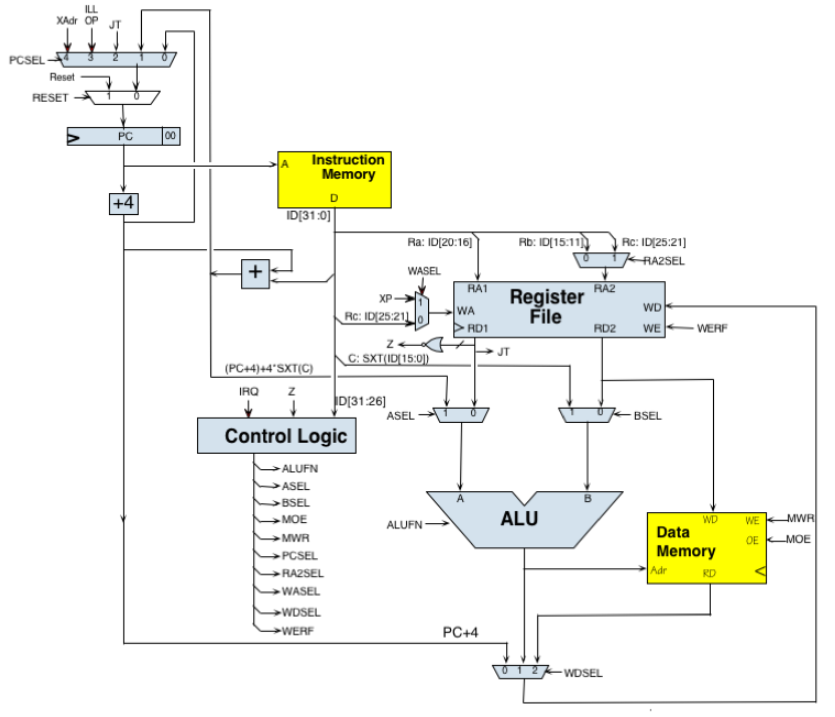 ILL
XAdr OP JT
PCSEL 4 3 2 1 0
Reset
RESET 1 0
PC 00
A Instruction
Memory
D
+4
ID[31:0]
Ra: ID[20:16] Rb: ID[15:11] Rc: ID[25:21]
+
WASEL
0 1 RA2SEL
XP 1
0
Rc: ID[25:21]
RA1 RA2
Register
File
WA WD
RD1 RD2 WE WERF
Z JT
C: SXT(ID[15:0])
(PC+4)+4*SXT(C)
IRQ Z ID[31:26]
ASEL 1 0 1 0 BSEL
Control Logic
ALUFN
ASEL
BSEL
MOE
MWR
PCSEL
RA2SEL
WASEL
WDSEL
WERF
A B
ALUFN ALU
WD WE MWR
Data
Memory
OE MOE
Adr RD
PC+4
0 1 2 WDSEL